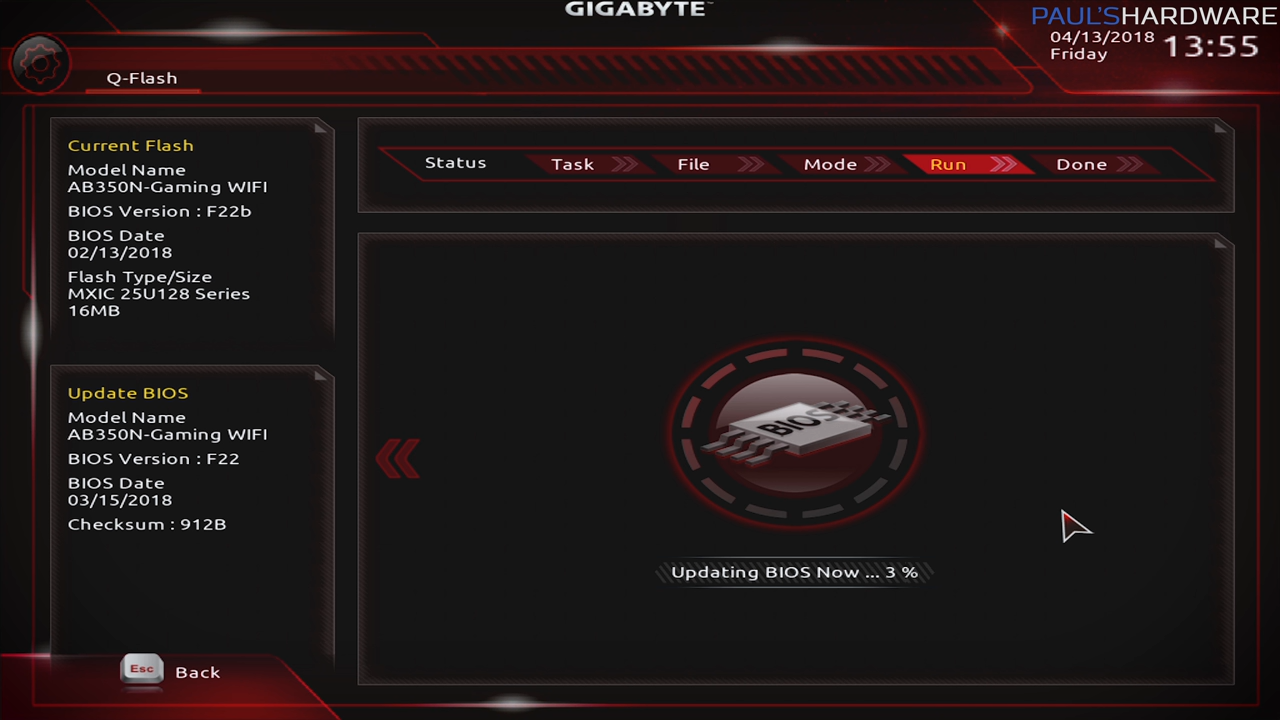 GIGABYTE™
PAUL'SHARDWARE
04/13/2018
Friday
13:55
Q-Flash
Current Flash
Model Name
AB350N-Gaming WIFI
BIOS Version : F22b
BIOS Date
02/13/2018
Flash Type/Size
MXIC 25U128 Series
16MB
Status
Task
File
Mode
Run
Done
Update BIOS
Model Name
AB350N-Gaming WIFI
BIOS Version : F22
BIOS Date
03/15/2018
Checksum : 912B
BIOS
Updating BIOS Now ... 3 %
Esc
Back